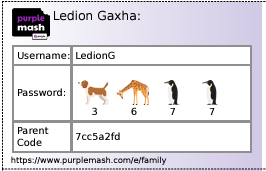 purple
mash
Ledion Gaxha:
Username: LedionG
Password:
3 6 7 7
Parent
Code
7cc5a2fd
https://www.purplemash.com/e/family